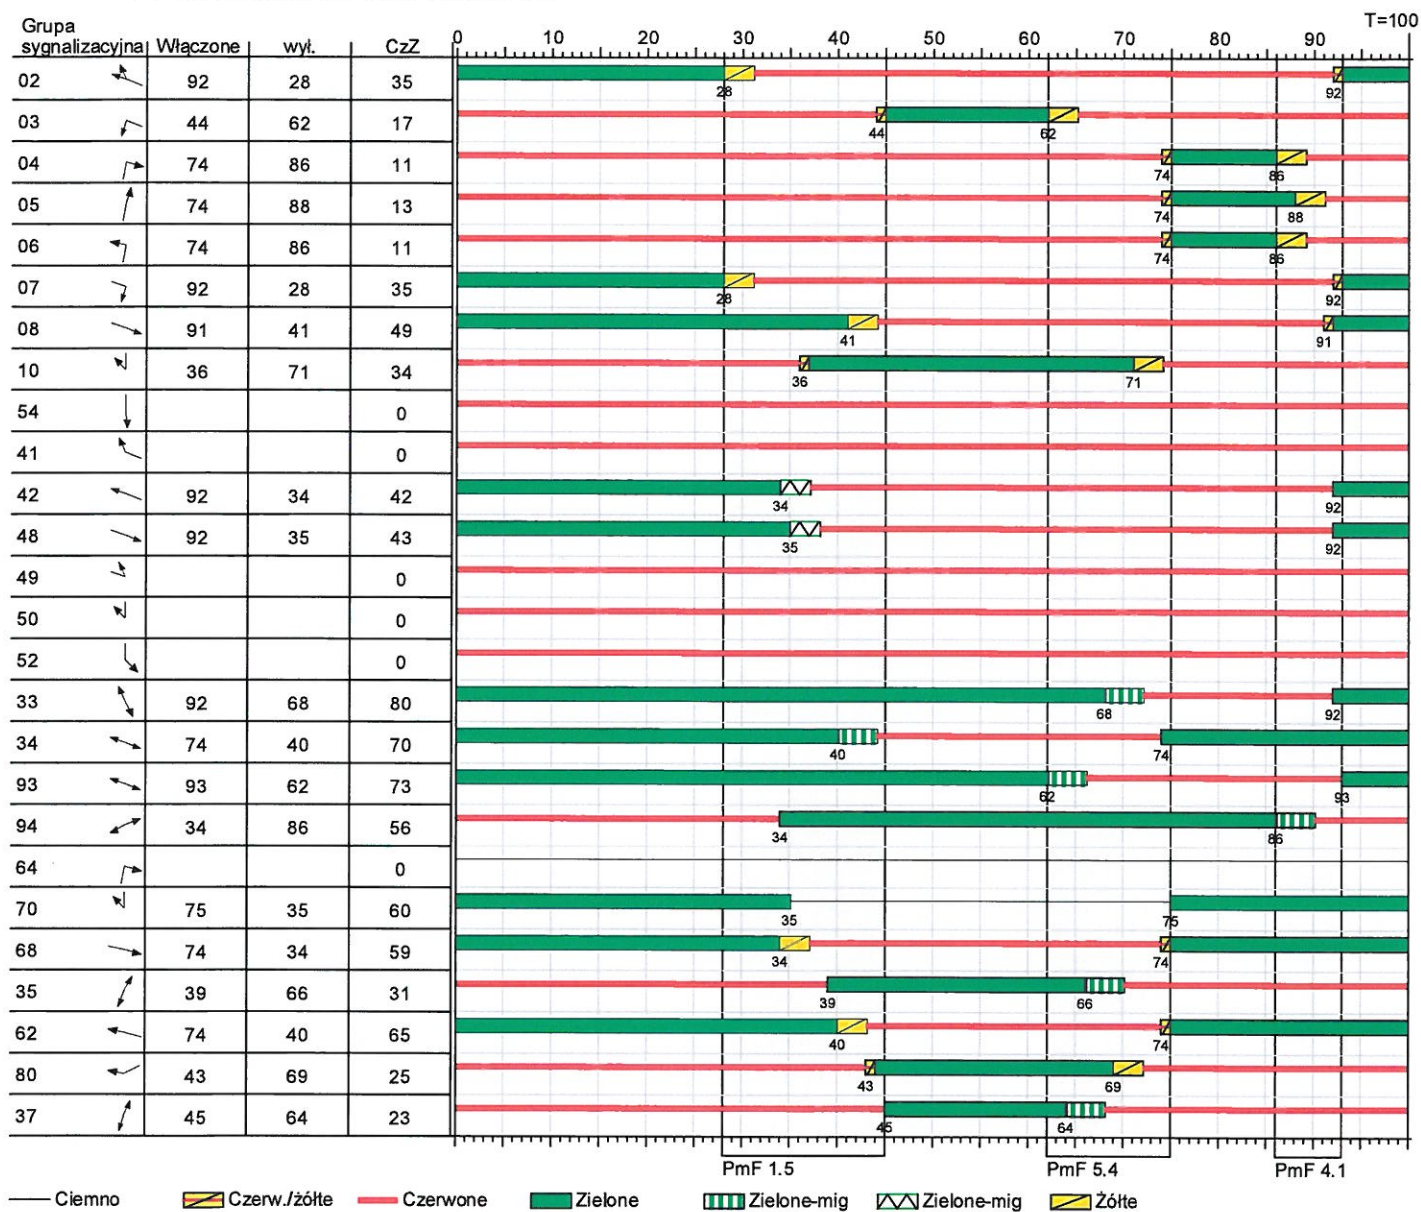 T=100
Grupa
sygnalizacyjna Włączone wył. CzZ 0 10 20 30 40 50 60 70 80 90
02 92 28 35 28 92
03 44 62 17 44 62
04 74 86 11 74 86
05 74 88 13 74 88
06 74 86 11 74 86
07 92 28 35 28 92
08 91 41 49 41 91
10 36 71 34 36 71
54 0
41 0
42 92 34 42 34 92
48 92 35 43 35 92
49 0
50 0
52 0
33 92 68 80 68 92
34 74 40 70 40 74
93 93 62 73 62 93
94 34 86 56 34 86
64 0
70 75 35 60 35 75
68 74 34 59 34 74
35 39 66 31 39 66
62 74 40 65 40 74
80 43 69 25 43 69
37 45 64 23 45 64
PmF 1.5 PmF 5.4 PmF 4.1
Ciemno Czerw./żółte Czerwone Zielone Zielone-mig Zielone-mig Żółte